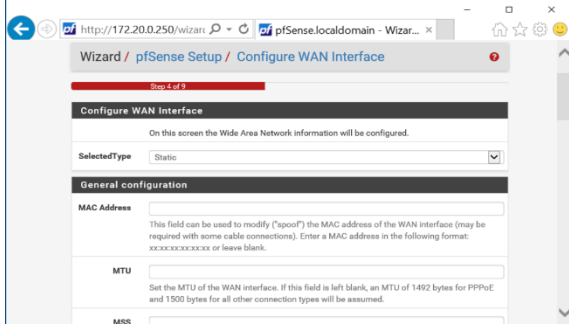 http://172.20.0.250/wizarc
pfSense.localdomain - Wizar...
Wizard / pfSense Setup / Configure WAN Interface
Step 4 of 9
Configure WAN Interface
On this screen the Wide Area Network information will be configured.
SelectedType Static
General configuration
MAC Address
This field can be used to modify ("spoof") the MAC address of the WAN interface (may be
required with some cable connections). Enter a MAC address in the following format:
xx:xx:xx:xx:xx:xx or leave blank.
MTU
Set the MTU of the WAN interface. If this field is left blank, an MTU of 1492 bytes for PPPoE
and 1500 bytes for all other connection types will be assumed.
MSS